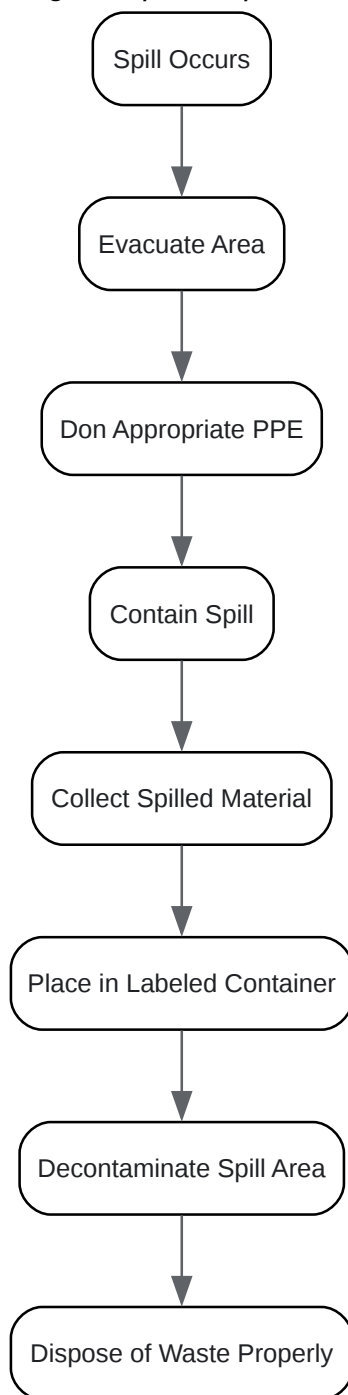 Spill Occurs
Evacuate Area
Don Appropriate PPE
Contain Spill
Collect Spilled Material
Place in Labeled Container
Decontaminate Spill Area
Dispose of Waste Properly